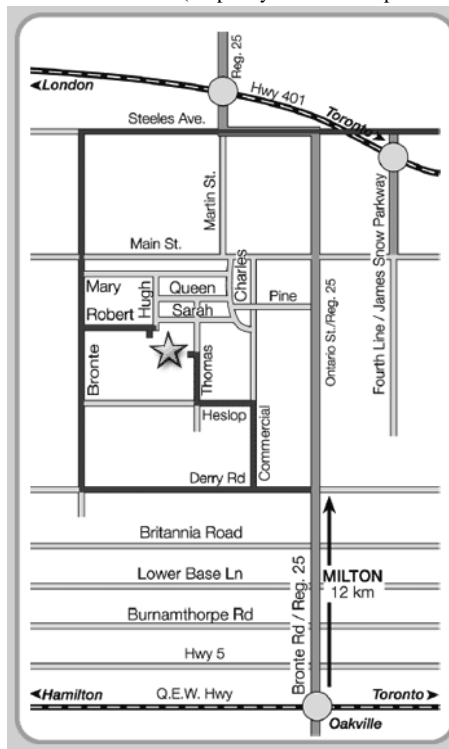 Reg. 25
London
Hwy 401
Steeles Ave.
Toronto
Martin St.
Fourth Line / James Snow Parkway
Main St.
Charles
Mary
Hugh
Queen
Pine
Ontario St./Reg. 25
Robert
Sarah
Bronte
Thomas
Heslop
Commercial
Derry Rd
Britannia Road
Lower Base Ln
MILTON
12 km
Bronte Rd / Reg. 25
Burnamthorpe Rd
Hwy 5
Hamilton
Q.E.W. Hwy
Toronto
Oakville